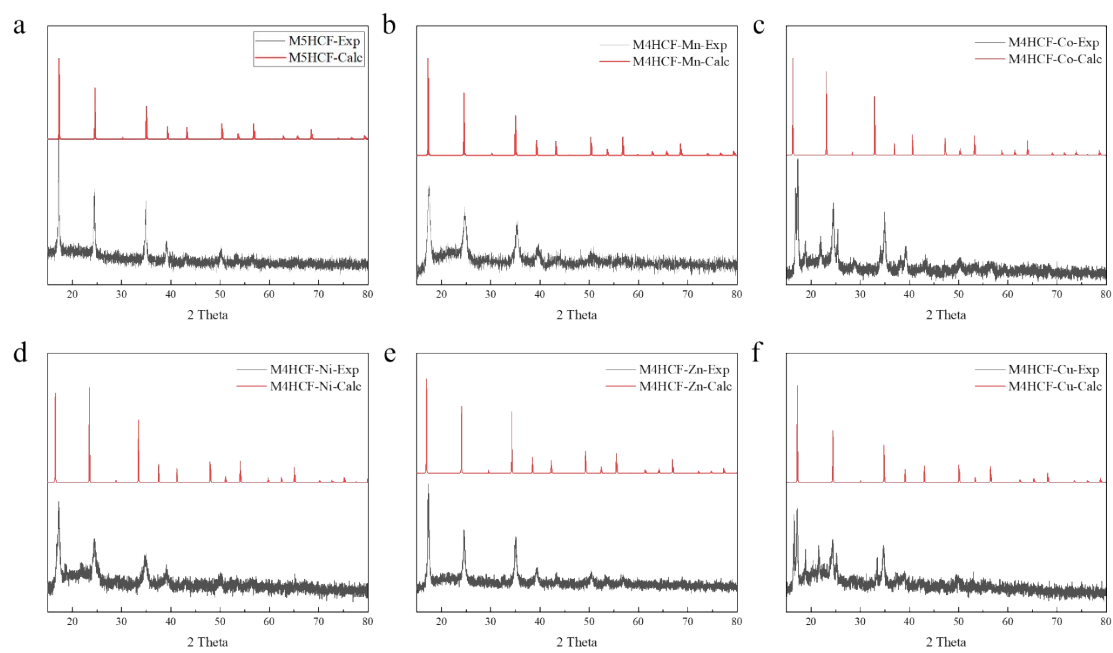 a
M5HCF-Exp
M5HCF-Calc
20 30 40 50 60 70 80
2 Theta
b
M4HCF-Mn-Exp
M4HCF-Mn-Calc
20 30 40 50 60 70 80
2 Theta
c
M4HCF-Co-Exp
M4HCF-Co-Calc
20 30 40 50 60 70 80
2 Theta
d
M4HCF-Ni-Exp
M4HCF-Ni-Calc
20 30 40 50 60 70 80
2 Theta
e
M4HCF-Zn-Exp
M4HCF-Zn-Calc
20 30 40 50 60 70 80
2 Theta
f
M4HCF-Cu-Exp
M4HCF-Cu-Calc
20 30 40 50 60 70 80
2 Theta